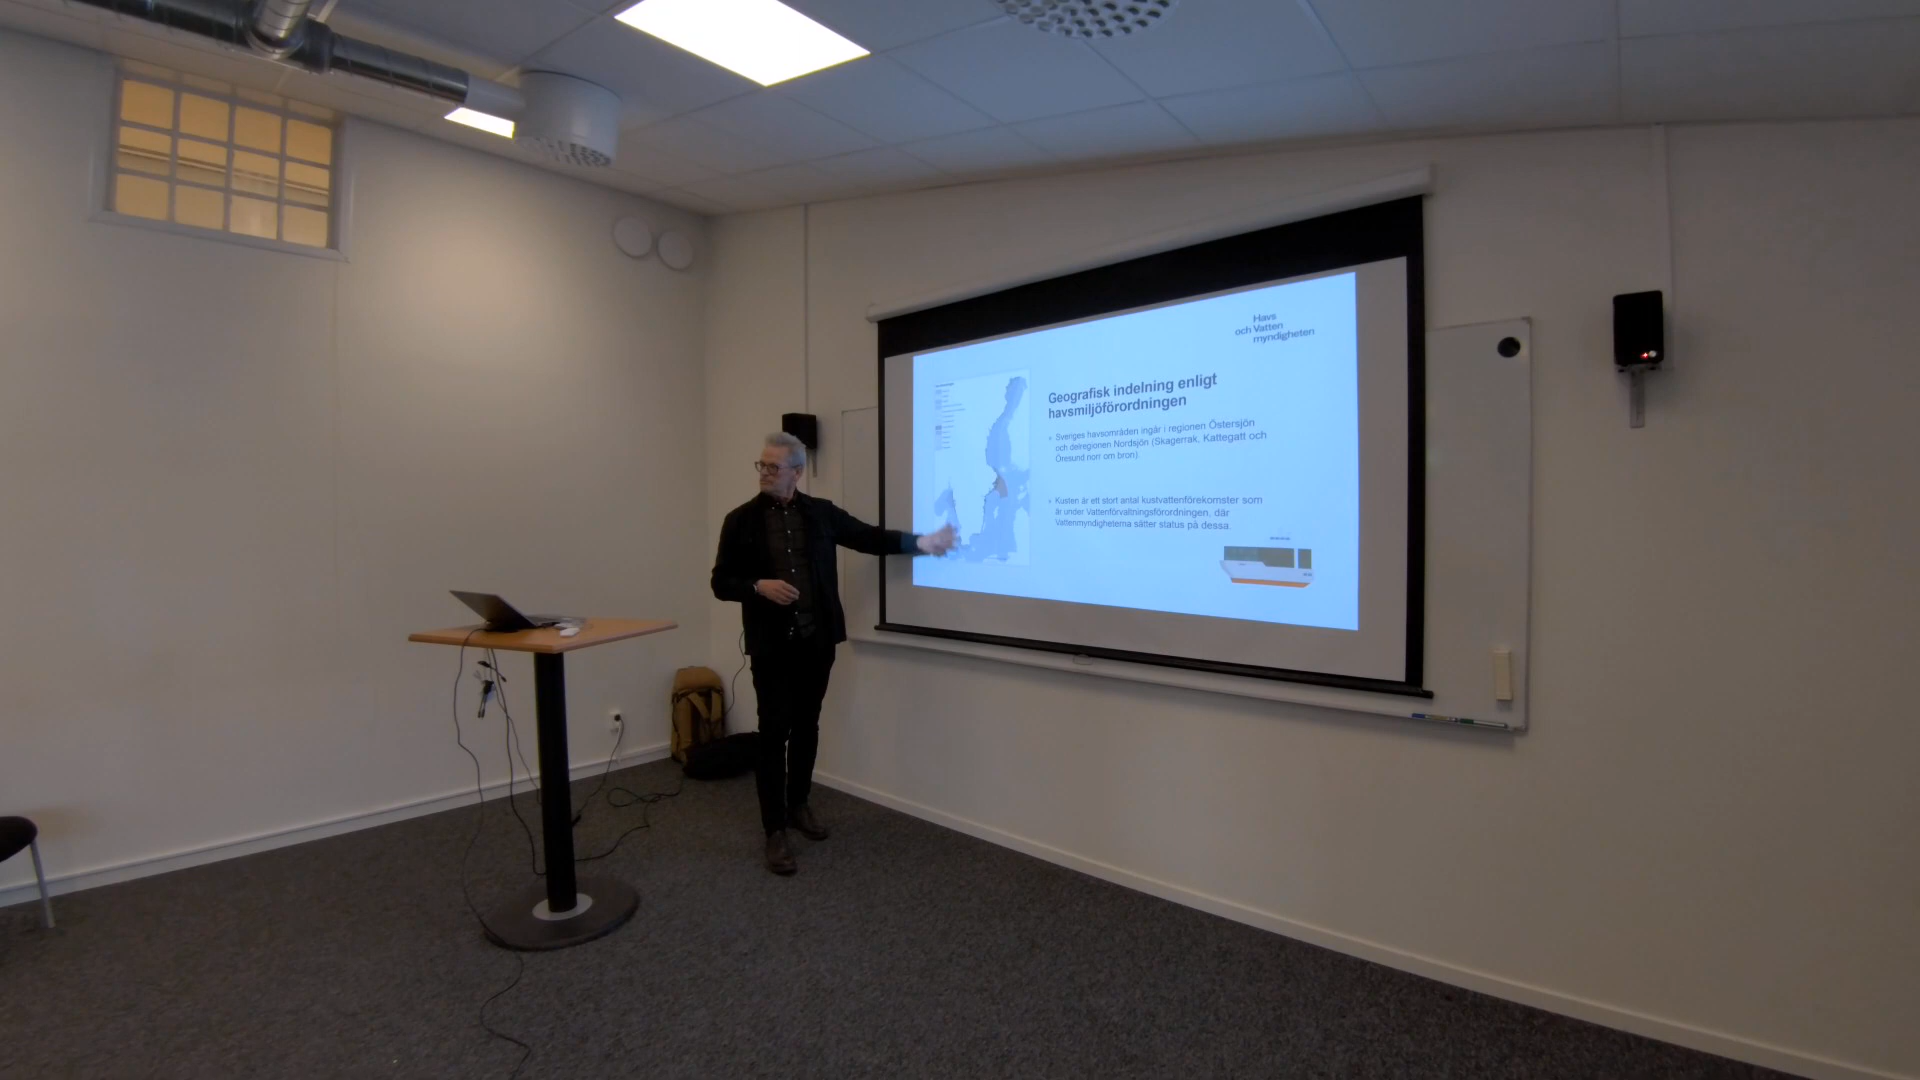 Havs
och Vatten
myndigheten
Geografisk indelning enligt
havsmiljöförordningen
Sveriges havsområden ingår i regionen Östersjön
och delregionen Nordsjön (Skagerrak, Kattegatt och
Öresund norr om bron).
Kusten är ett stort antal kustvattenförekomster som
är under Vattenförvaltningsförordningen, där
Vattenmyndigheterna sätter status på dessa.